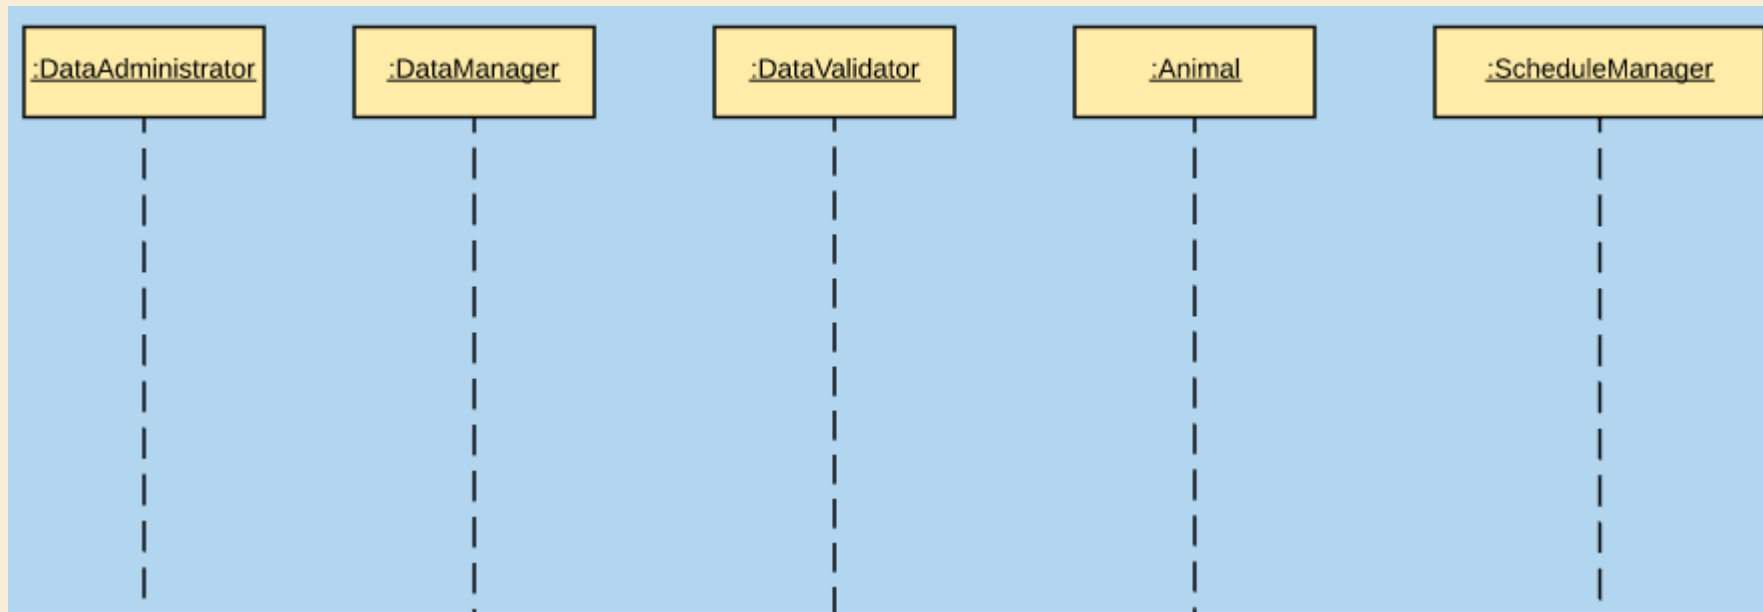 :DataAdministrator
:DataManager
:DataValidator
:Animal
:ScheduleManager